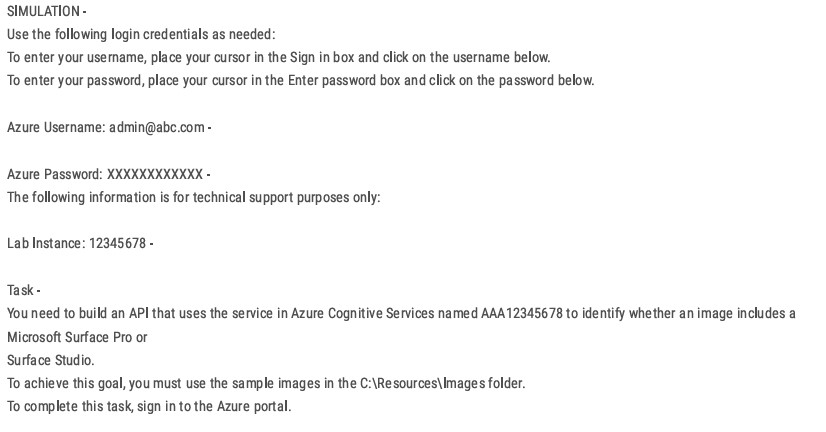 SIMULATION -
Use the following login credentials as needed:
To enter your username, place your cursor in the Sign in box and click on the username below.
To enter your password, place your cursor in the Enter password box and click on the password below.
Azure Username: admin@abc.com -
Azure Password: XXXXXXXXXXXX -
The following information is for technical support purposes only:
Lab Instance: 12345678 -
Task -
You need to build an API that uses the service in Azure Cognitive Services named AAA12345678 to identify whether an image includes a
Microsoft Surface Pro or
Surface Studio.
To achieve this goal, you must use the sample images in the C:\Resources\Images folder.
To complete this task, sign in to the Azure portal.